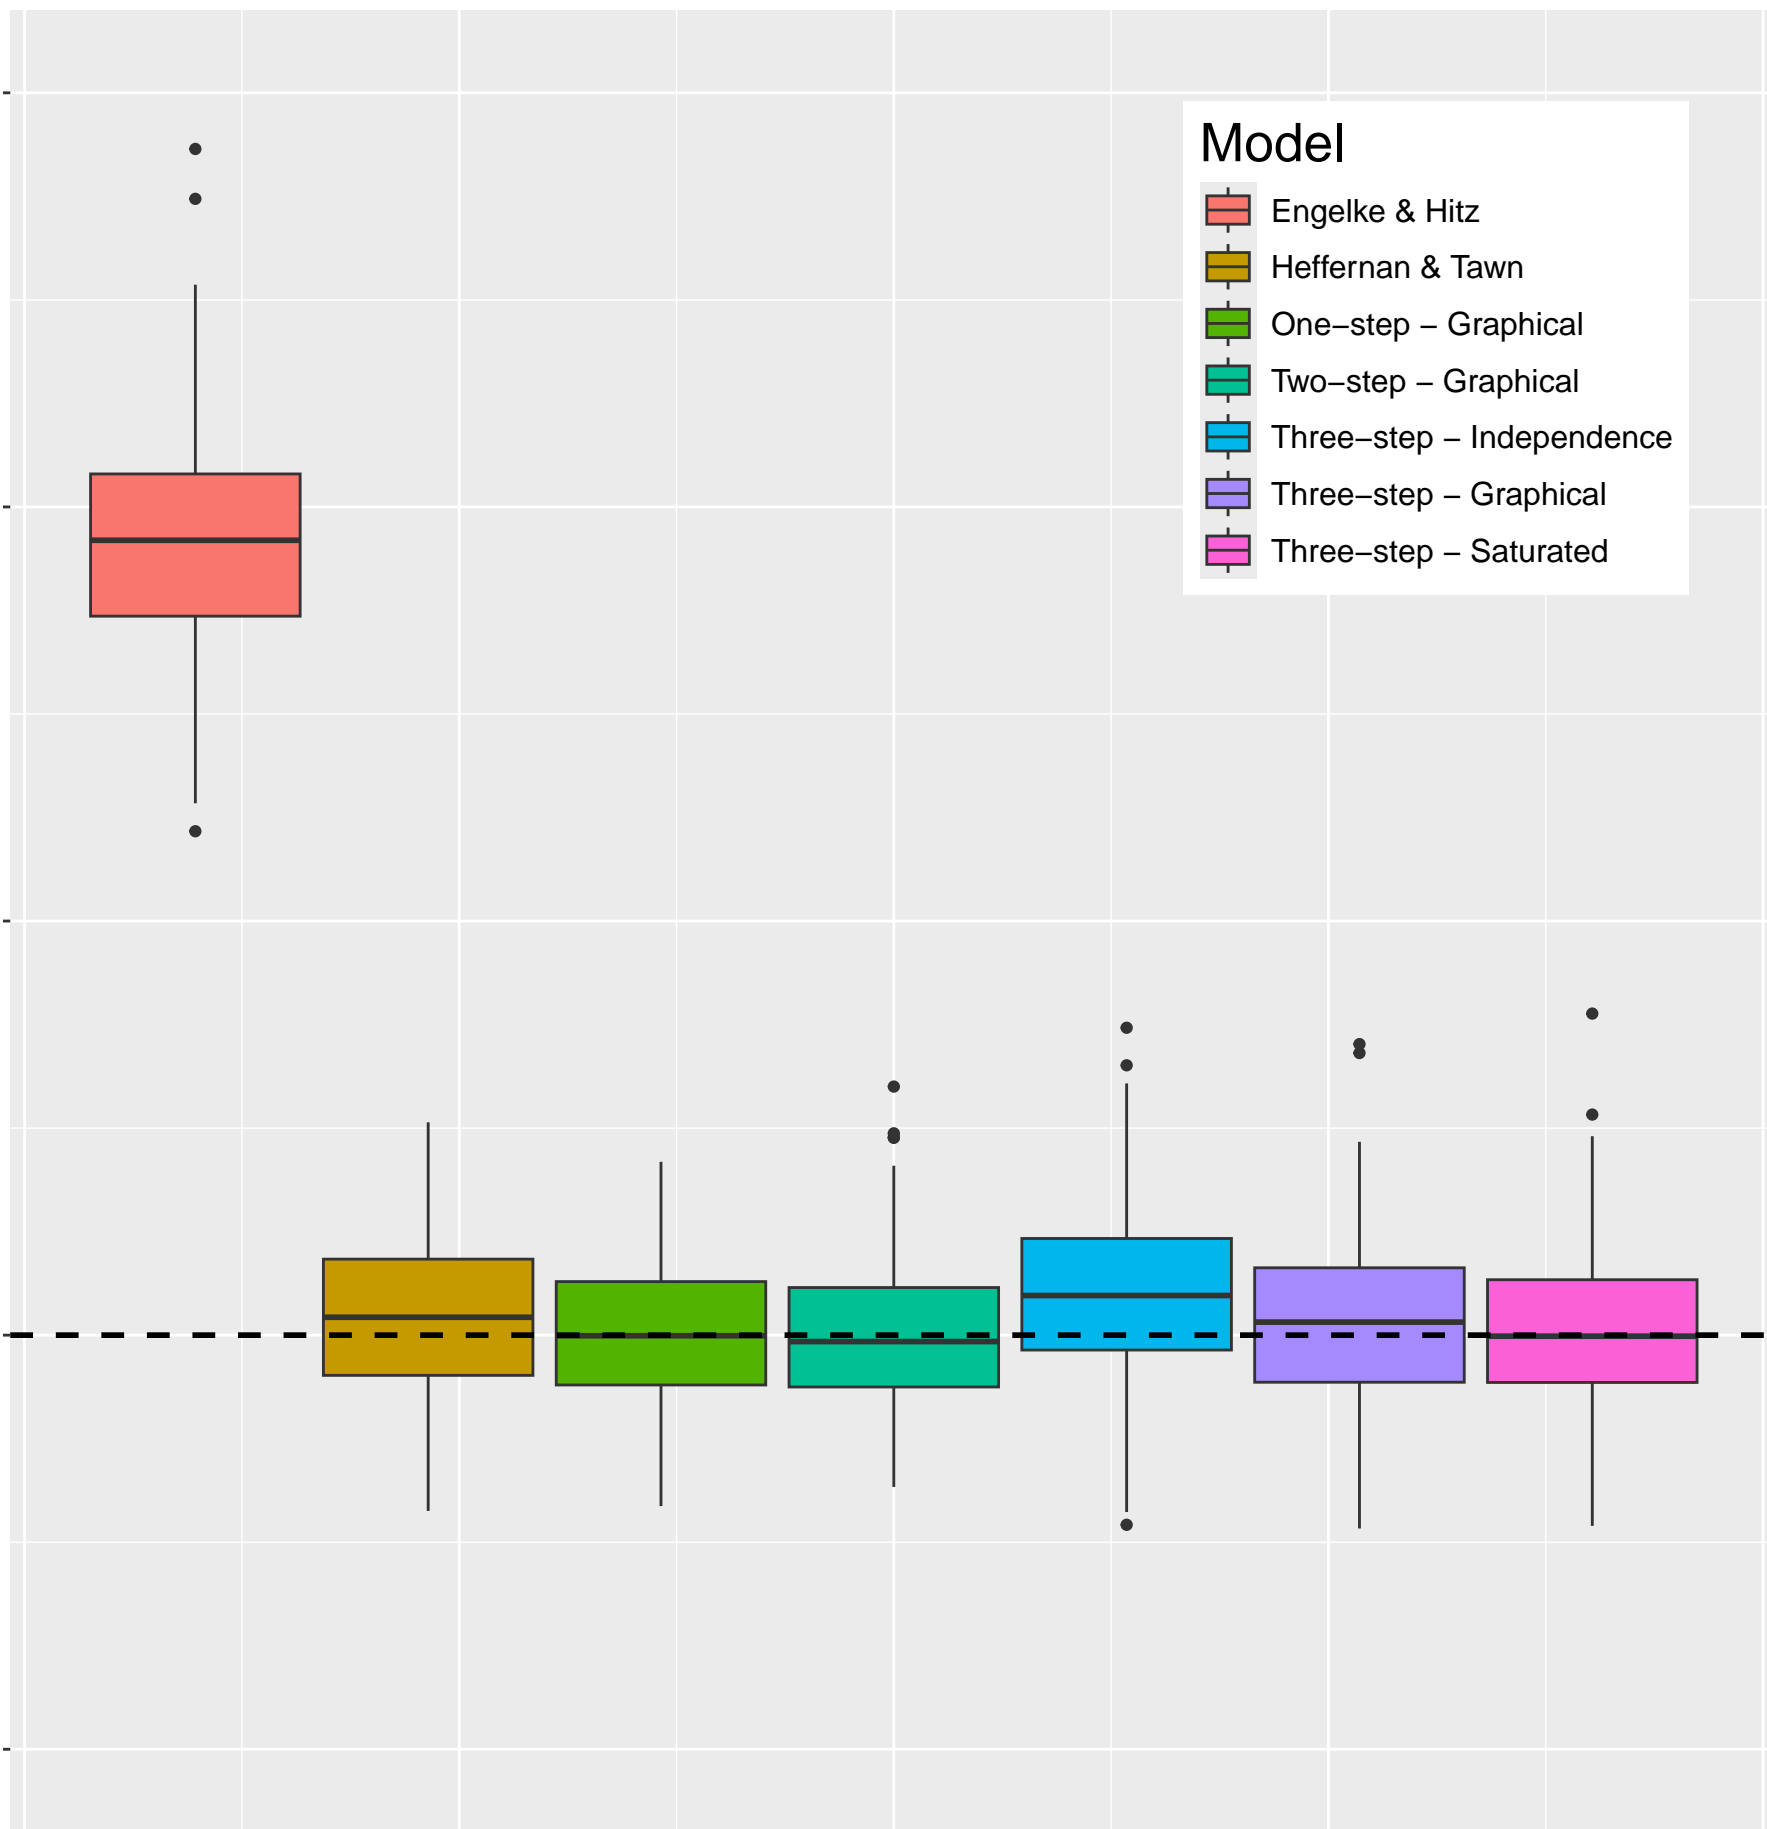 Model
Engelke & Hitz
Heffernan & Tawn
One−step − Graphical
Two−step − Graphical
Three−step − Independence
Three−step − Graphical
Three−step − Saturated